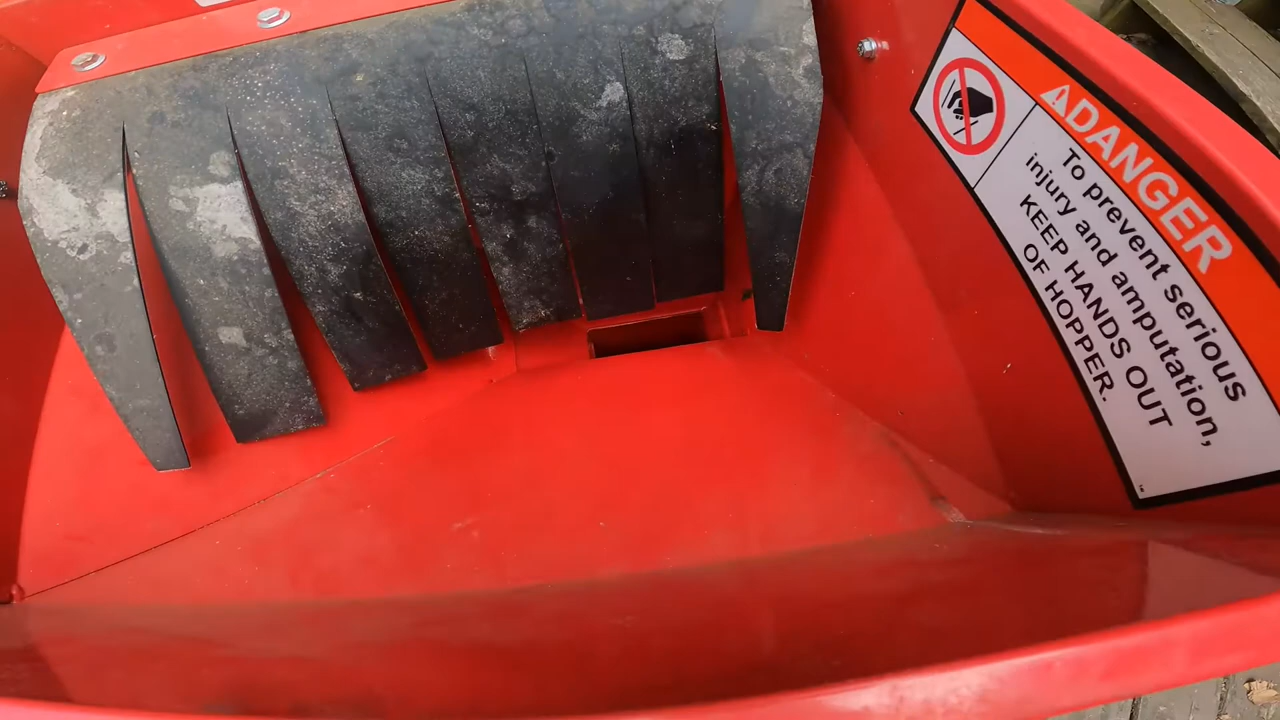 DANGER
To prevent serious
injury and amputation,
KEEP HANDS OUT
OF HOPPER.